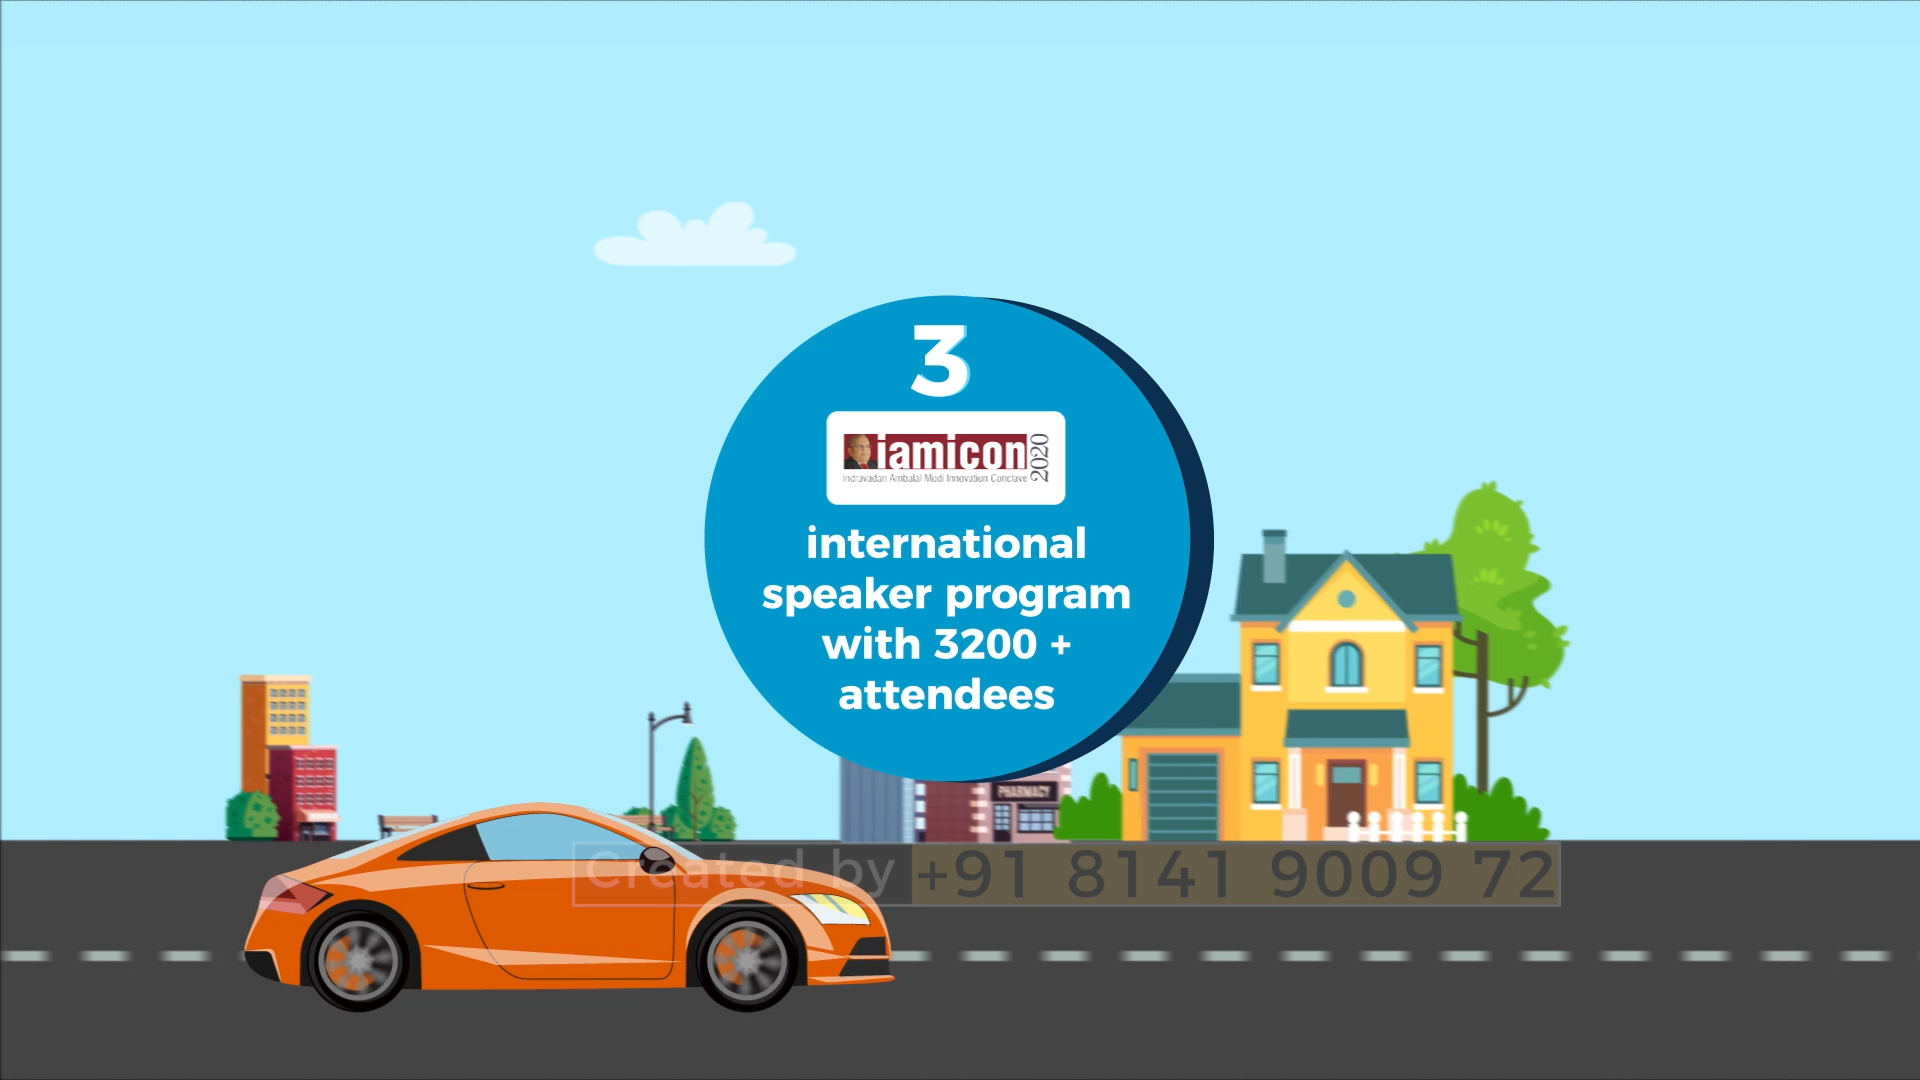 3
iamicon 2020
Indravadan Ambalal Modi Innovation Conclave
international
speaker program
with 3200 +
attendees
PHARMACY
Created by +91 8141 9009 72